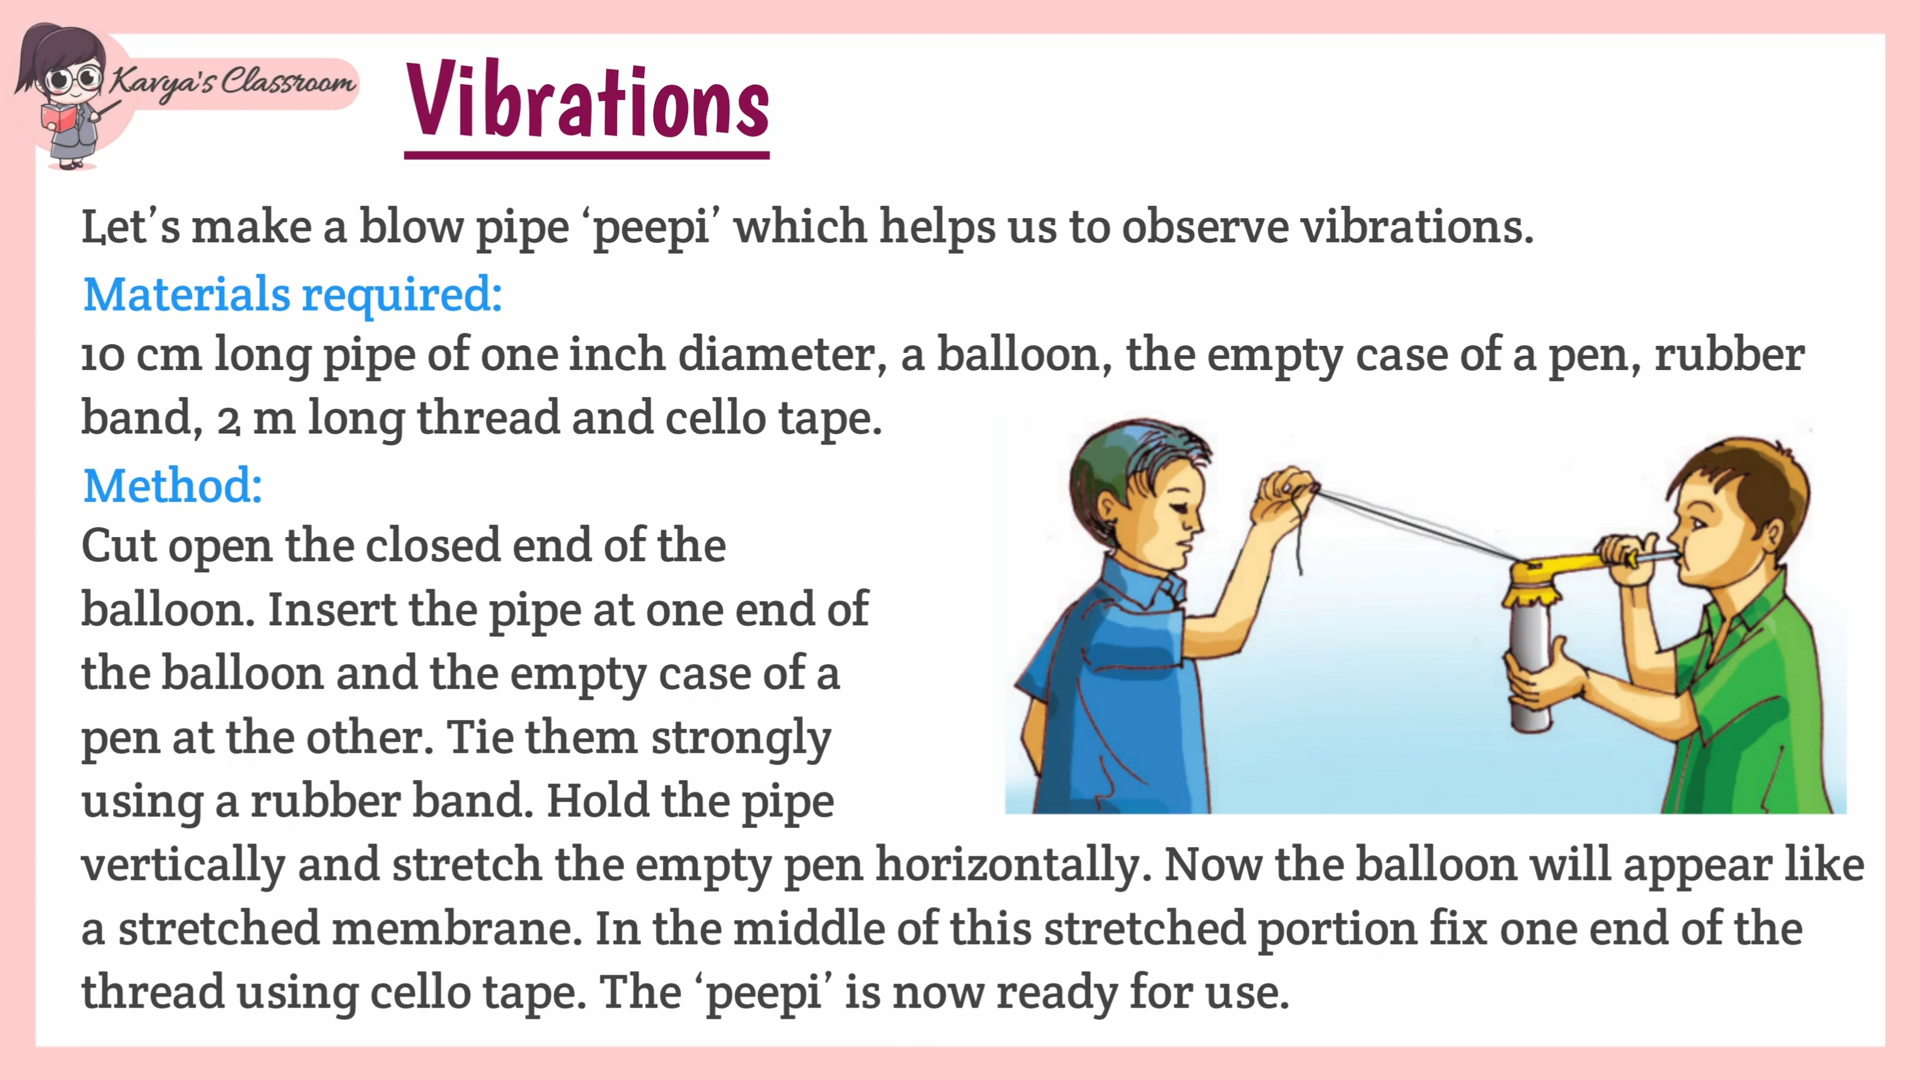 Kavya's Classroom
Vibrations
Let’s make a blow pipe ‘peepi’ which helps us to observe vibrations.
Materials required:
10 cm long pipe of one inch diameter, a balloon, the empty case of a pen, rubber
band, 2 m long thread and cello tape.
Method:
Cut open the closed end of the
balloon. Insert the pipe at one end of
the balloon and the empty case of a
pen at the other. Tie them strongly
using a rubber band. Hold the pipe
vertically and stretch the empty pen horizontally. Now the balloon will appear like
a stretched membrane. In the middle of this stretched portion fix one end of the
thread using cello tape. The ‘peepi’ is now ready for use.